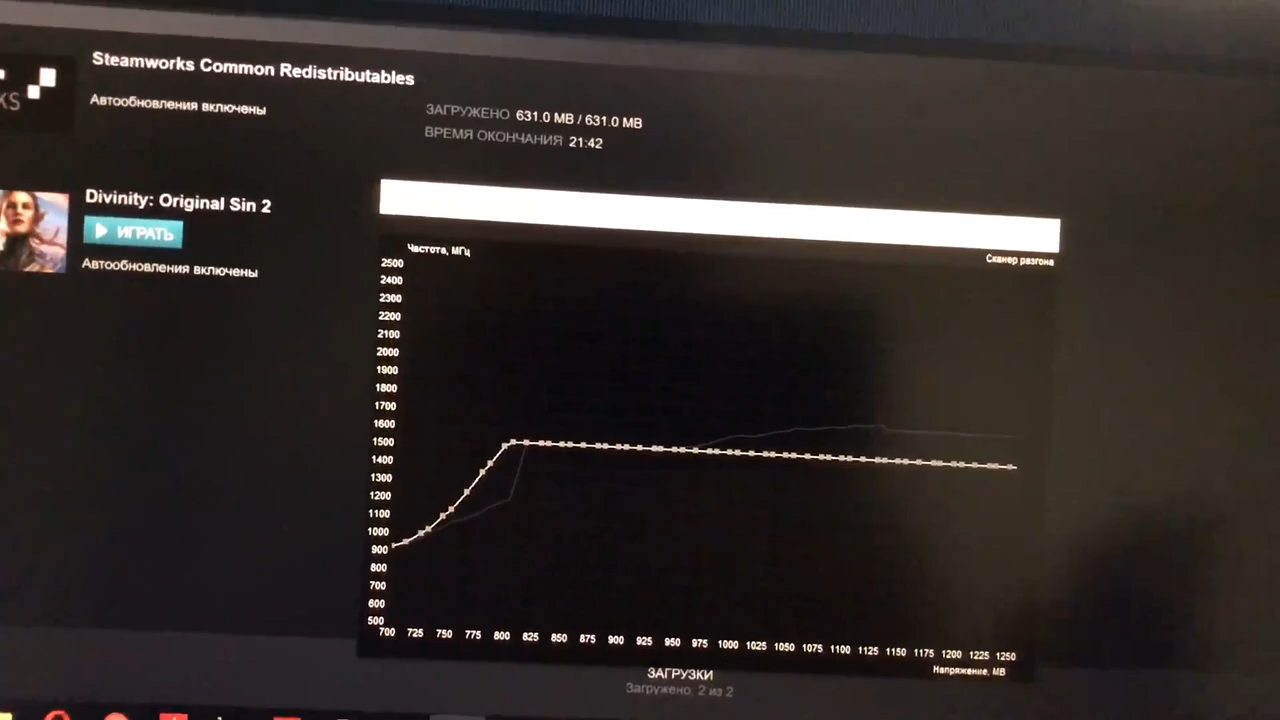 Steamworks Common Redistributables
KS
Автообновления включены
ЗАГРУЖЕНО 631.0 MB / 631.0 MB
ВРЕМЯ ОКОНЧАНИЯ 21:42
Divinity: Original Sin 2
ИГРАТЬ
Автообновления включены
Частота, МГц
Сканер разгона
2500
2400
2300
2200
2100
2000
1900
1800
1700
1600
1500
1400
1300
1200
1100
1000
900
800
700
600
500
700 725 750 775 800 825 850 875 900 925 950 975 1000 1025 1050 1075 1100 1125 1150 1175 1200 1225 1250
Напряжение, МВ
ЗАГРУЗКИ
Загружено, 2 из 2